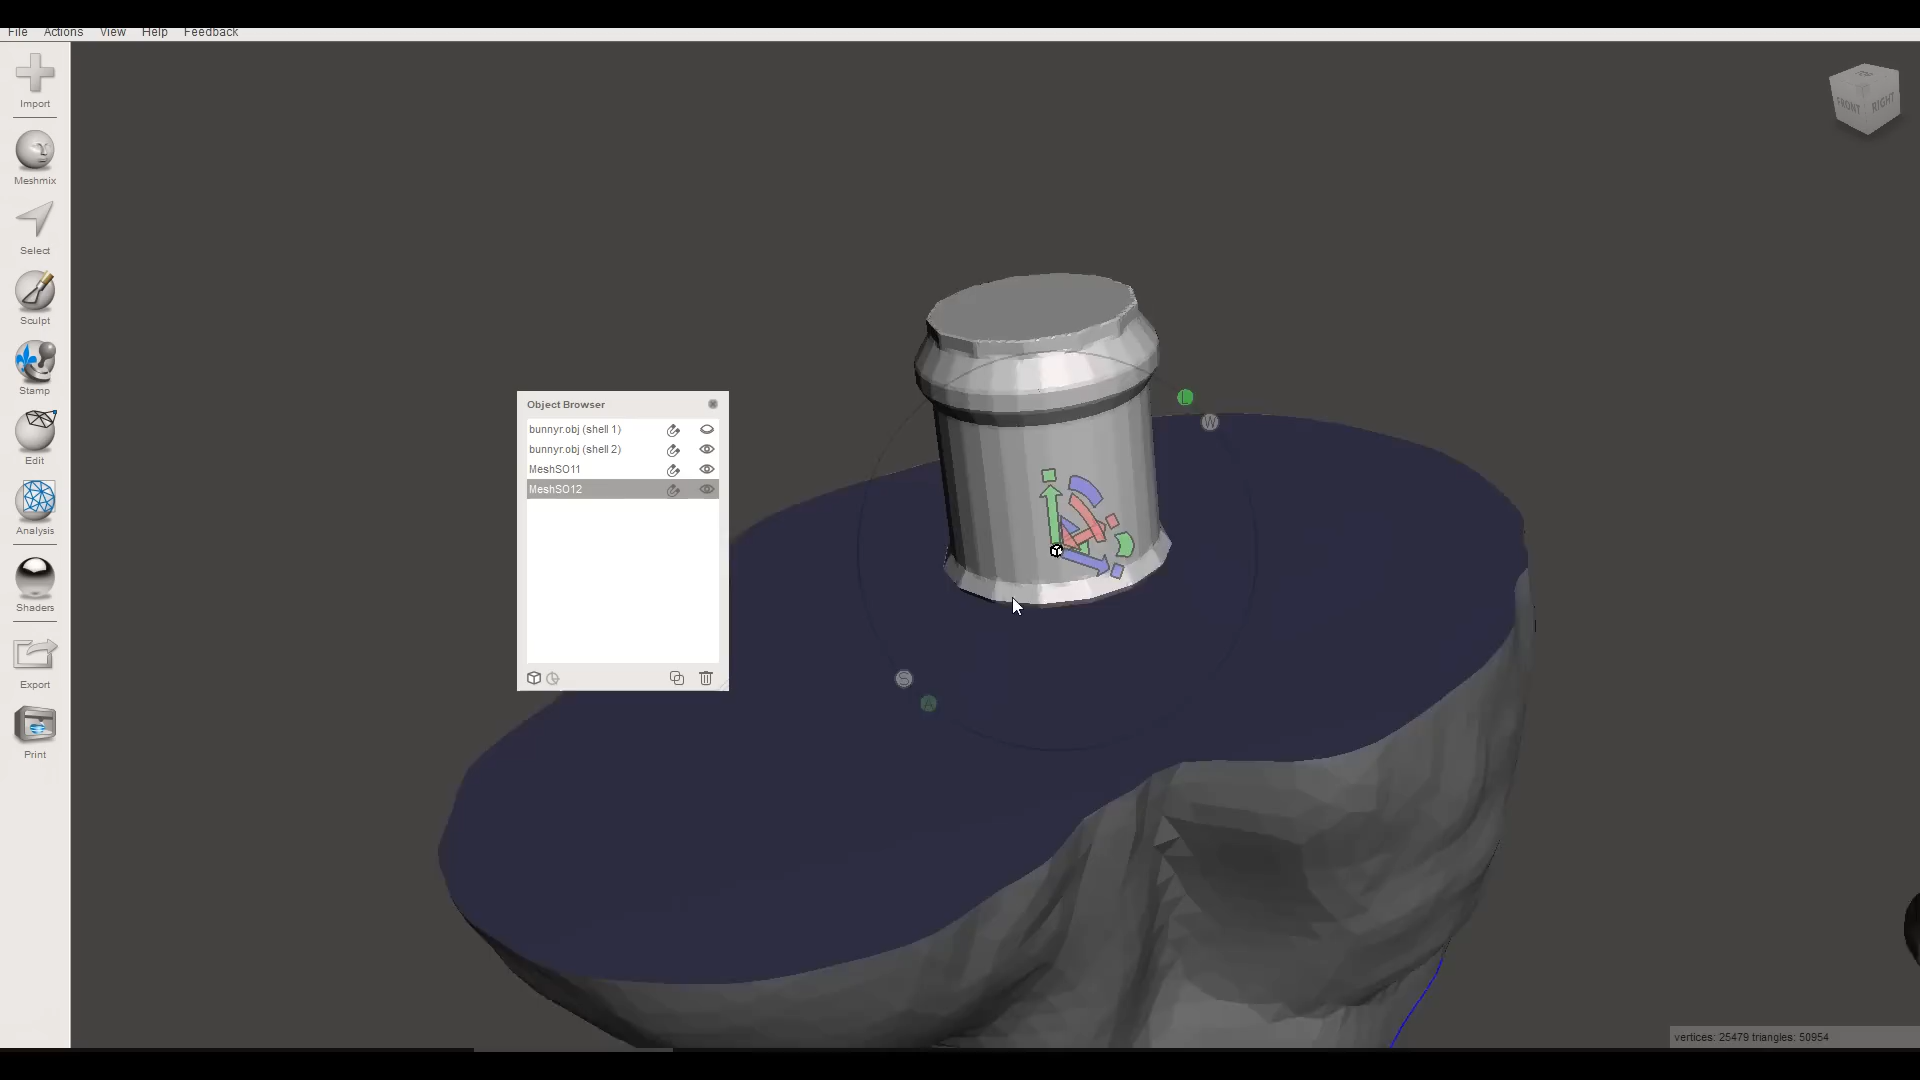 File Actions View Help Feedback
Import
Meshmix
Select
Sculpt
Stamp
Edit
Analysis
Shaders
Export
Print
Object Browser
bunnyr.obj (shell 1)
bunnyr.obj (shell 2)
MeshSO11
MeshSO12
L
W
S
A
FRONT
RIGHT
vertices: 25479 triangles: 50954